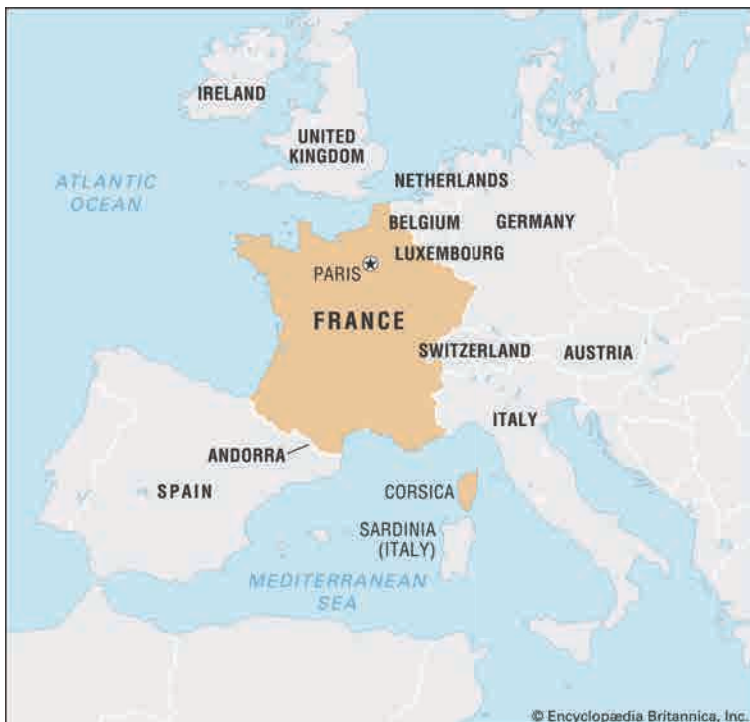 IRELAND
UNITED
KINGDOM
ATLANTIC
OCEAN
NETHERLANDS
BELGIUM
GERMANY
LUXEMBOURG
PARIS
FRANCE
SWITZERLAND
AUSTRIA
ITALY
ANDORRA
SPAIN
CORSICA
SARDINIA
(ITALY)
MEDITERRANEAN
SEA
© Encyclopædia Britannica, Inc.